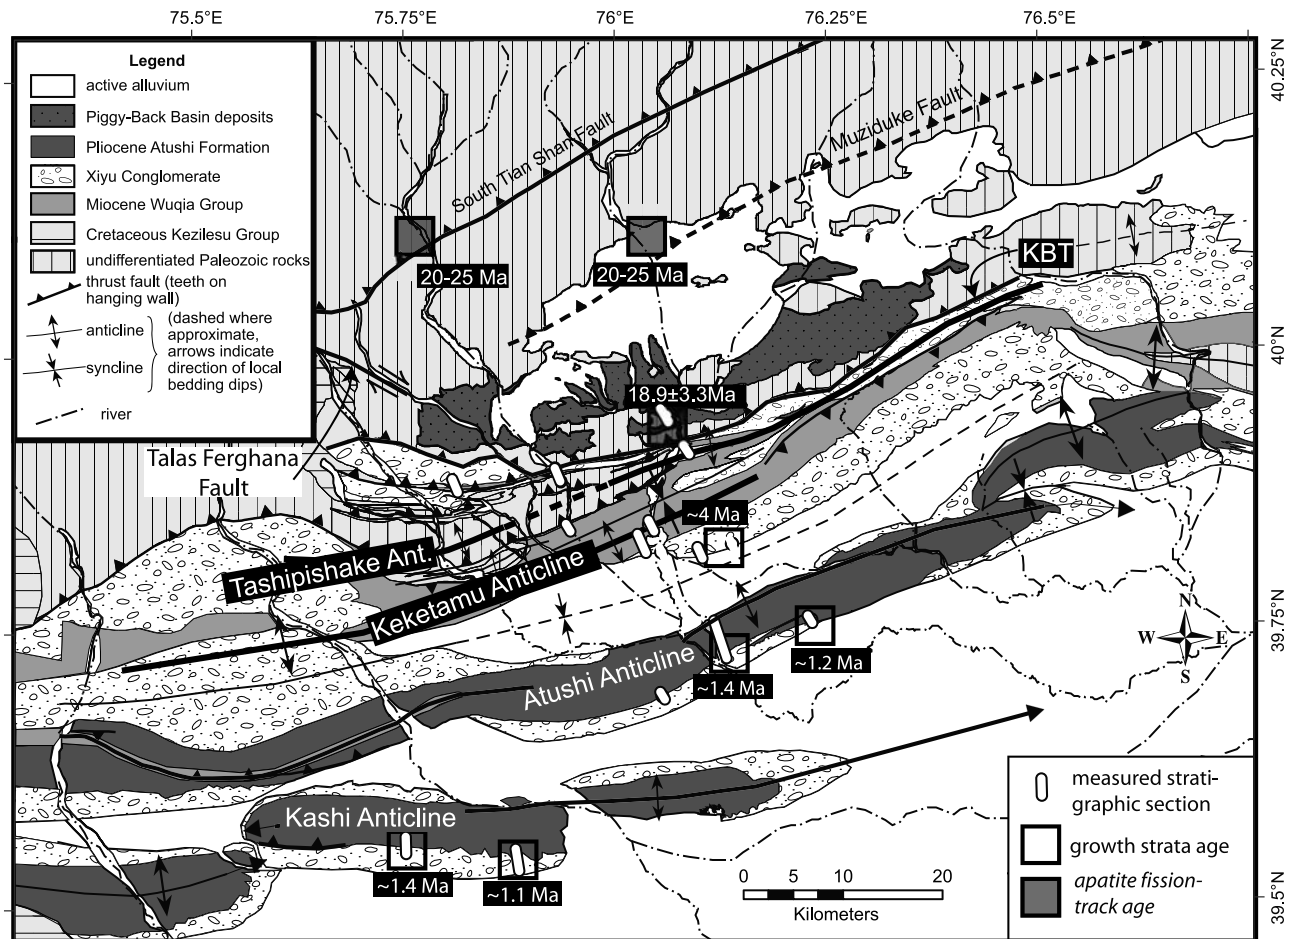 75.5°E
75.75°E
76°E
76.25°E
76.5°E
40.25°N
40°N
39.75°N
39.5°N
Legend
active alluvium
Piggy-Back Basin deposits
Pliocene Atushi Formation
Xiyu Conglomerate
Miocene Wuqia Group
Cretaceous Kezilesu Group
undifferentiated Paleozoic rocks
thrust fault (teeth on
hanging wall)
anticline
syncline
(dashed where
approximate,
arrows indicate
direction of local
bedding dips)
river
South Tian Shan Fault
Muziduke Fault
20-25 Ma
20-25 Ma
KBT
18.9±3.3Ma
Talas Ferghana
Fault
~4 Ma
Tashipishake Ant.
Keketamu Anticline
Atushi Anticline
~1.2 Ma
~1.4 Ma
N
W
E
S
Kashi Anticline
~1.4 Ma
~1.1 Ma
0
5
10
20
Kilometers
measured strati-
graphic section
growth strata age
apatite fission-
track age